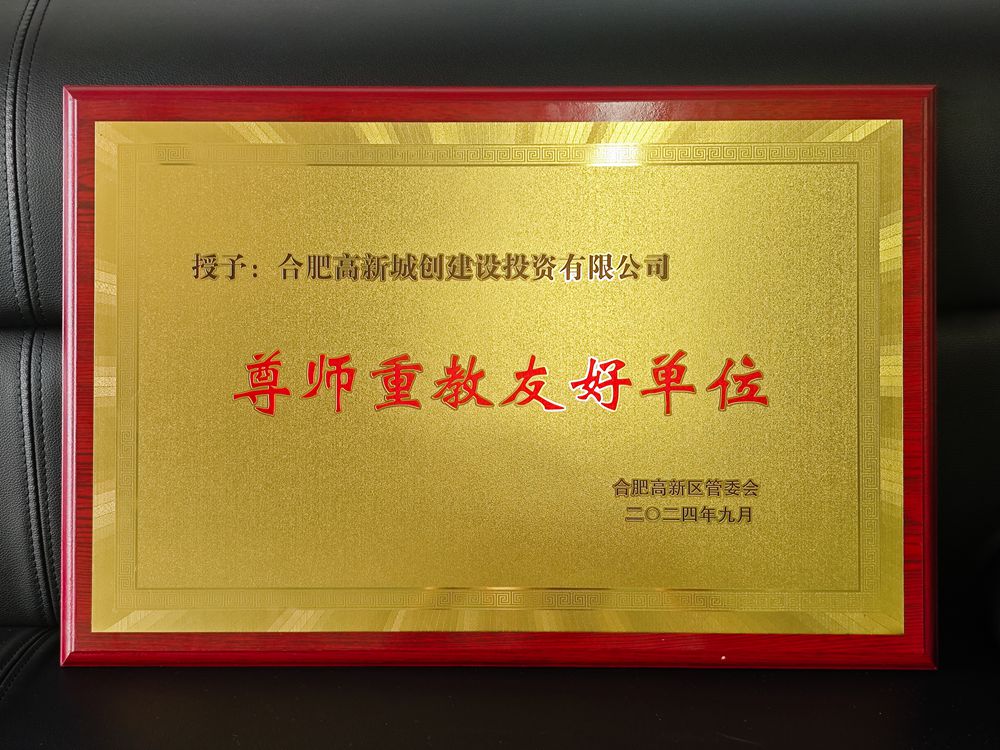 授予：合肥高新城创建设投资有限公司
尊师重教友好单位
合肥高新区管委会
二〇二四年九月